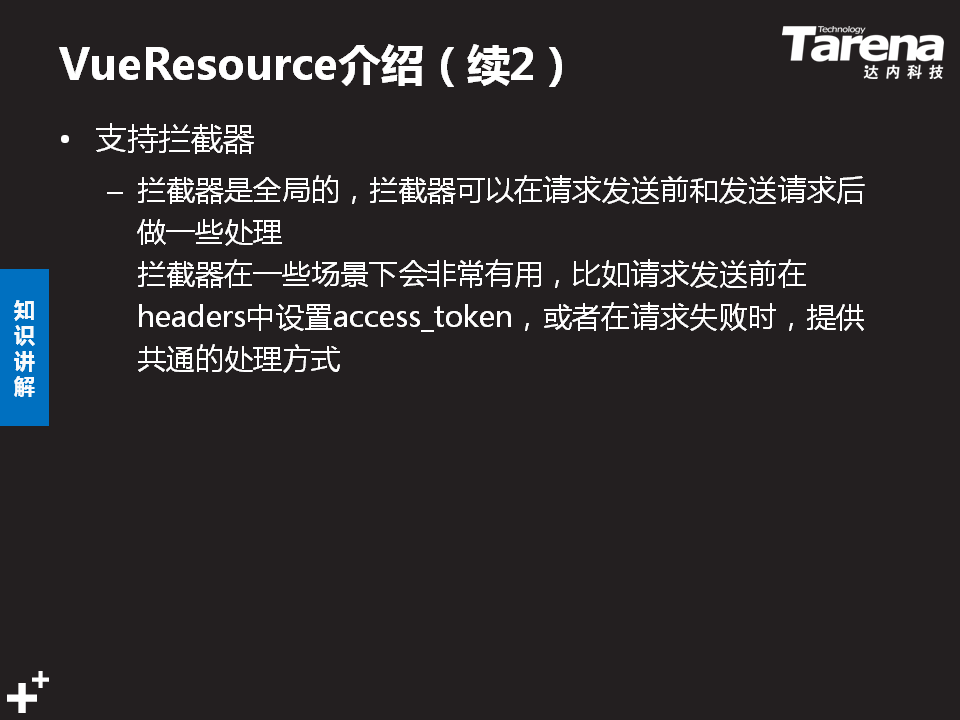 VueResource介绍（续2）
Technology
Tarena
达内科技
• 支持拦截器
– 拦截器是全局的，拦截器可以在请求发送前和发送请求后
做一些处理
拦截器在一些场景下会非常有用，比如请求发送前在
headers中设置access_token，或者在请求失败时，提供
共通的处理方式
知
识
讲
解